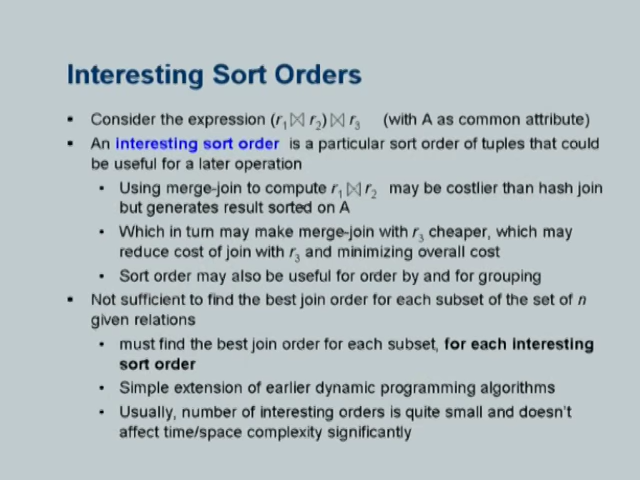 Interesting Sort Orders
▪ Consider the expression (r₁ ⨝ r₂) ⨝ r₃ (with A as common attribute)
▪ An interesting sort order is a particular sort order of tuples that could
be useful for a later operation
• Using merge-join to compute r₁ ⨝ r₂ may be costlier than hash join
but generates result sorted on A
• Which in turn may make merge-join with r₃ cheaper, which may
reduce cost of join with r₃ and minimizing overall cost
• Sort order may also be useful for order by and for grouping
▪ Not sufficient to find the best join order for each subset of the set of n
given relations
• must find the best join order for each subset, for each interesting
sort order
• Simple extension of earlier dynamic programming algorithms
• Usually, number of interesting orders is quite small and doesn't
affect time/space complexity significantly